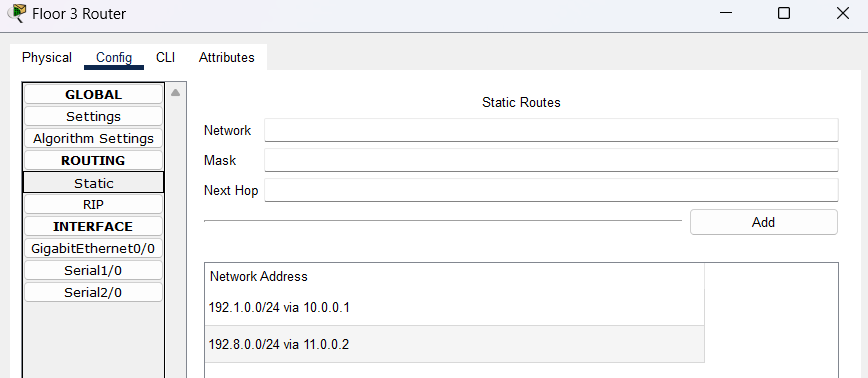 Floor 3 Router
Physical Config CLI Attributes
GLOBAL
Settings
Algorithm Settings
ROUTING
Static
RIP
INTERFACE
GigabitEthernet0/0
Serial1/0
Serial2/0
Static Routes
Network
Mask
Next Hop
Add
Network Address
192.1.0.0/24 via 10.0.0.1
192.8.0.0/24 via 11.0.0.2